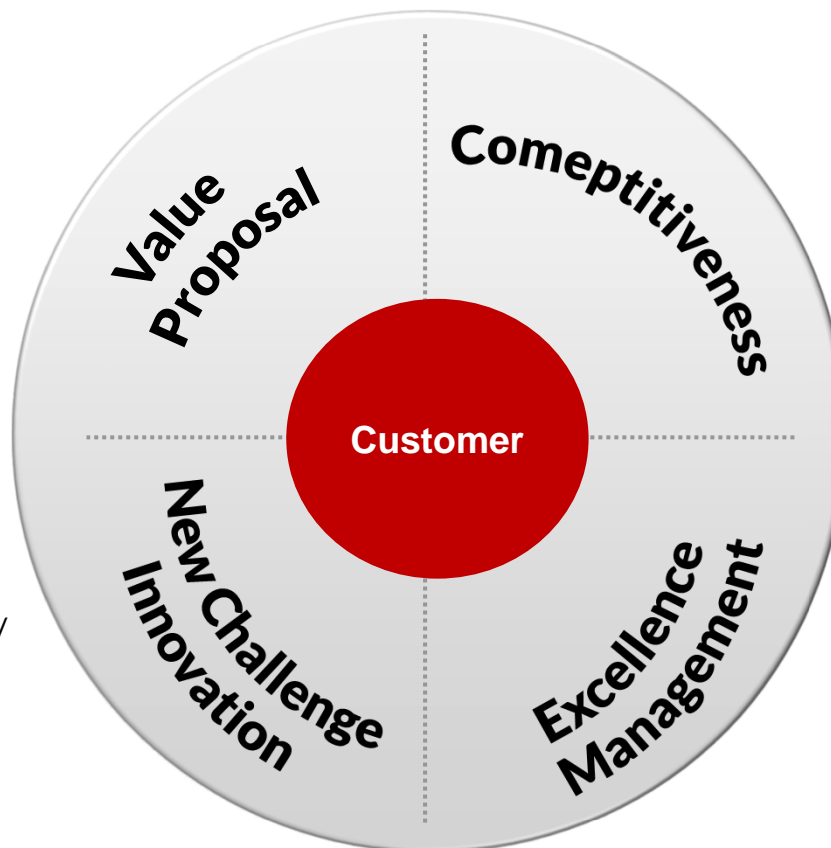 Value
Proposal
Comeptitiveness
Customer
New Challenge
Innovation
Excellence
Management
/